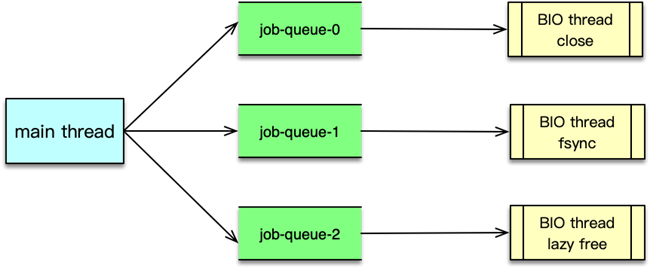 job-queue-0
BIO thread
close
main thread
job-queue-1
BIO thread
fsync
job-queue-2
BIO thread
lazy free